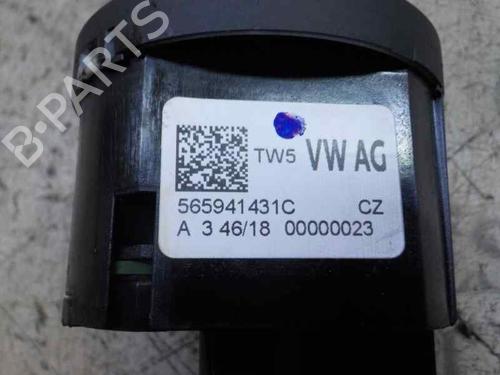 B-PARTS
TW5 VW AG
565941431C CZ
A 3 46/18 00000023